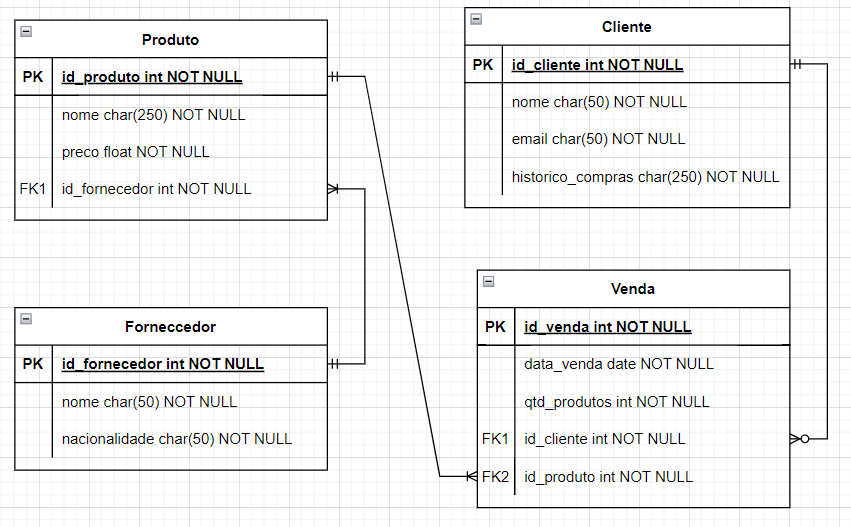 Produto
PK id_produto int NOT NULL
nome char(250) NOT NULL
preco float NOT NULL
FK1 id_fornecedor int NOT NULL
Cliente
PK id_cliente int NOT NULL
nome char(50) NOT NULL
email char(50) NOT NULL
historico_compras char(250) NOT NULL
Forneccedor
PK id_fornecedor int NOT NULL
nome char(50) NOT NULL
nacionalidade char(50) NOT NULL
Venda
PK id_venda int NOT NULL
data_venda date NOT NULL
qtd_produtos int NOT NULL
FK1 id_cliente int NOT NULL
FK2 id_produto int NOT NULL